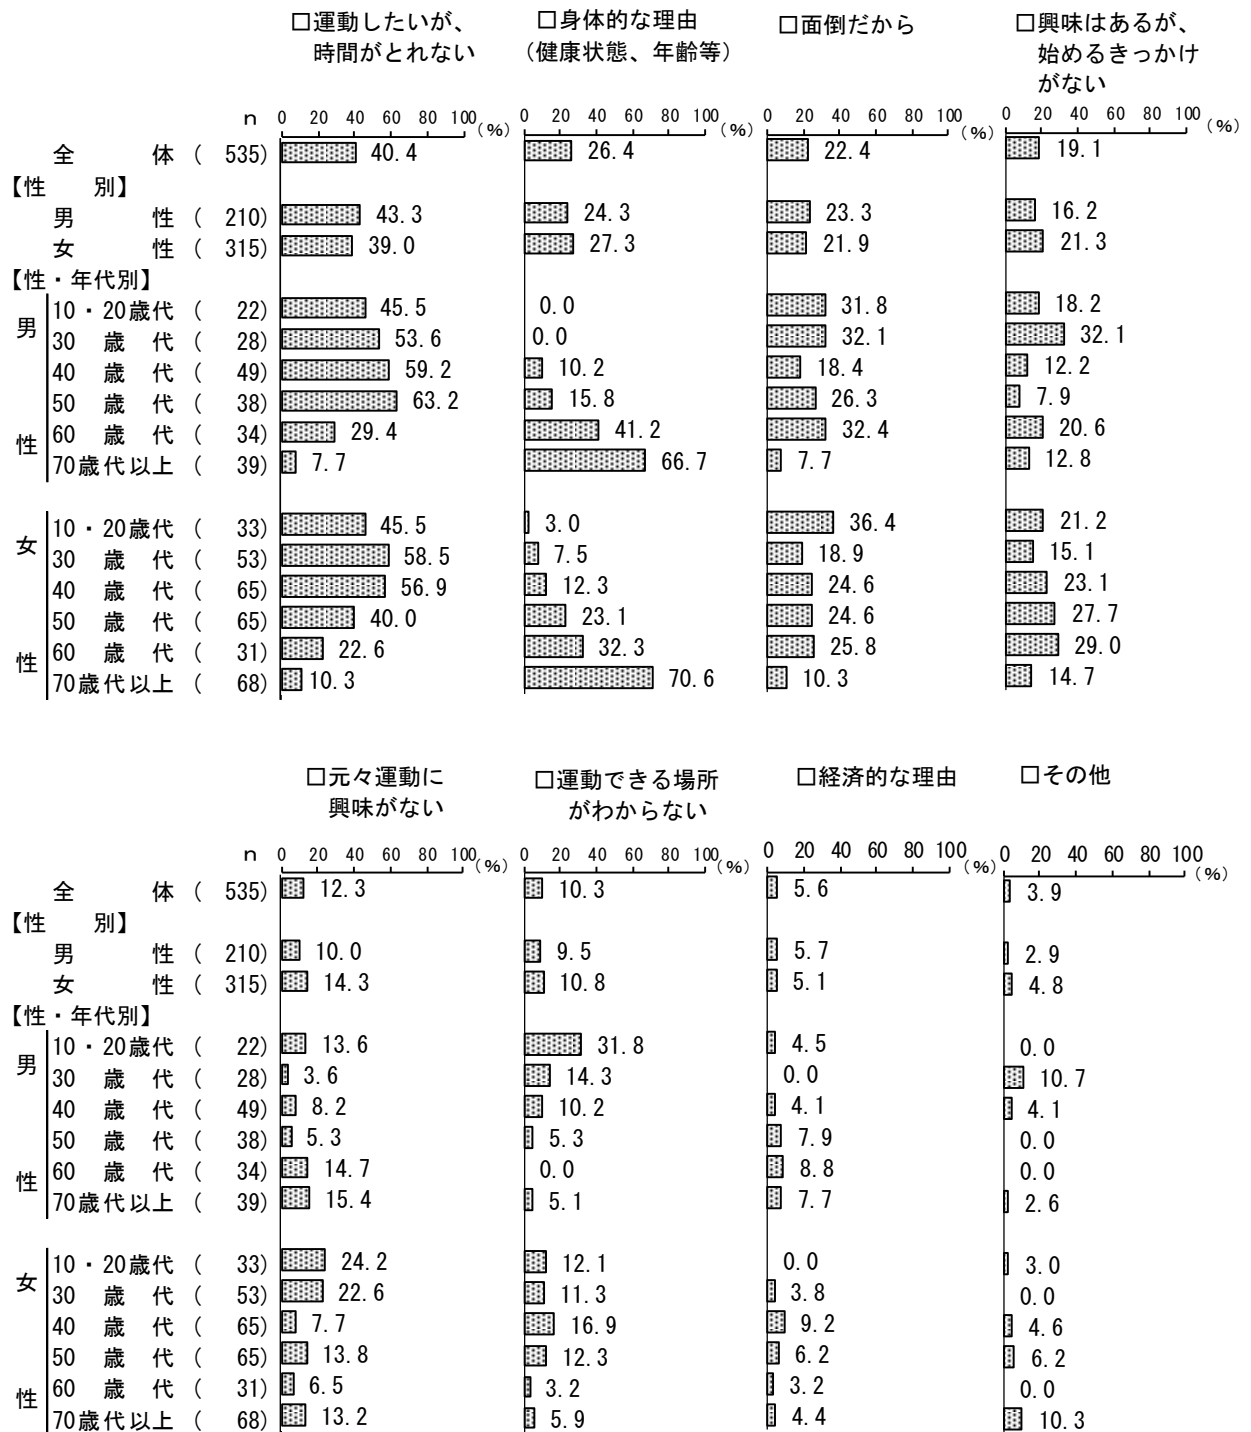 □運動したいが、 □身体的な理由 □面倒だから □興味はあるが、
時間がとれない （健康状態、年齢等） 始めるきっかけ
がない
n 0 20 40 60 80 100(%) 0 20 40 60 80 100(%) 0 20 40 60 80 100(%) 0 20 40 60 80 100(%)
全 体 ( 535) 40.4 26.4 22.4 19.1
【性 別】
男 性 ( 210) 43.3 24.3 23.3 16.2
女 性 ( 315) 39.0 27.3 21.9 21.3
【性・年代別】
男性
10・20歳代 ( 22) 45.5 0.0 31.8 18.2
30 歳 代 ( 28) 53.6 0.0 32.1 32.1
40 歳 代 ( 49) 59.2 10.2 18.4 12.2
50 歳 代 ( 38) 63.2 15.8 26.3 7.9
60 歳 代 ( 34) 29.4 41.2 32.4 20.6
70歳代以上 ( 39) 7.7 66.7 7.7 12.8
女性
10・20歳代 ( 33) 45.5 3.0 36.4 21.2
30 歳 代 ( 53) 58.5 7.5 18.9 15.1
40 歳 代 ( 65) 56.9 12.3 24.6 23.1
50 歳 代 ( 65) 40.0 23.1 24.6 27.7
60 歳 代 ( 31) 22.6 32.3 25.8 29.0
70歳代以上 ( 68) 10.3 70.6 10.3 14.7
□元々運動に □運動できる場所 □経済的な理由 □その他
興味がない がわからない
n 0 20 40 60 80 100(%) 0 20 40 60 80 100(%) 0 20 40 60 80 100(%) 0 20 40 60 80 100(%)
全 体 ( 535) 12.3 10.3 5.6 3.9
【性 別】
男 性 ( 210) 10.0 9.5 5.7 2.9
女 性 ( 315) 14.3 10.8 5.1 4.8
【性・年代別】
男性
10・20歳代 ( 22) 13.6 31.8 4.5 0.0
30 歳 代 ( 28) 3.6 14.3 0.0 10.7
40 歳 代 ( 49) 8.2 10.2 4.1 4.1
50 歳 代 ( 38) 5.3 5.3 7.9 0.0
60 歳 代 ( 34) 14.7 0.0 8.8 0.0
70歳代以上 ( 39) 15.4 5.1 7.7 2.6
女性
10・20歳代 ( 33) 24.2 12.1 0.0 3.0
30 歳 代 ( 53) 22.6 11.3 3.8 0.0
40 歳 代 ( 65) 7.7 16.9 9.2 4.6
50 歳 代 ( 65) 13.8 12.3 6.2 6.2
60 歳 代 ( 31) 6.5 3.2 3.2 0.0
70歳代以上 ( 68) 13.2 5.9 4.4 10.3